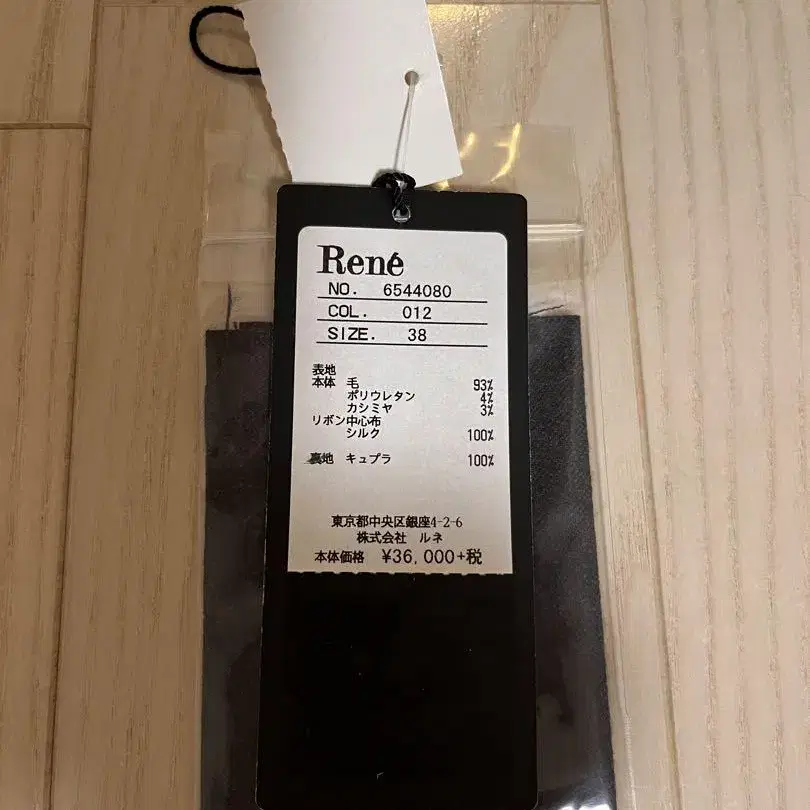 René
NO. 6544080
COL. 012
SIZE. 38
表地
本体 毛 93%
ポリウレタン 4%
カシミヤ 3%
リボン中心布
シルク 100%
裏地 キュプラ 100%
東京都中央区銀座4-2-6
株式会社 ルネ
本体価格 ¥36,000+税